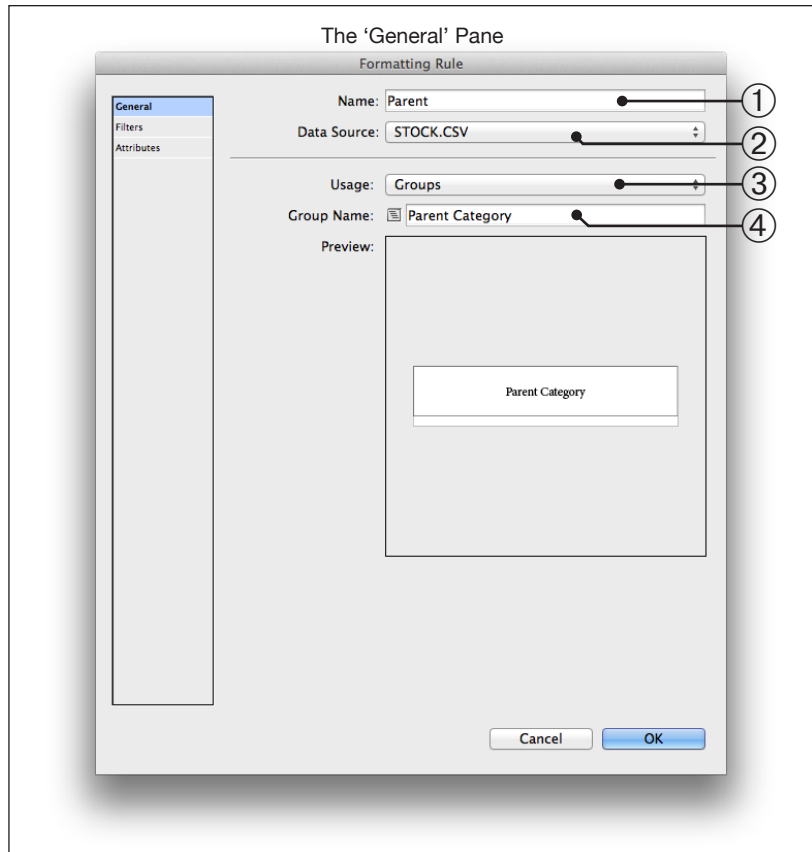 The ‘General’ Pane
Formatting Rule
General
Filters
Attributes
Name: Parent ①
Data Source: STOCK.CSV ②
Usage: Groups ③
Group Name: Parent Category ④
Preview:
Parent Category
Cancel OK